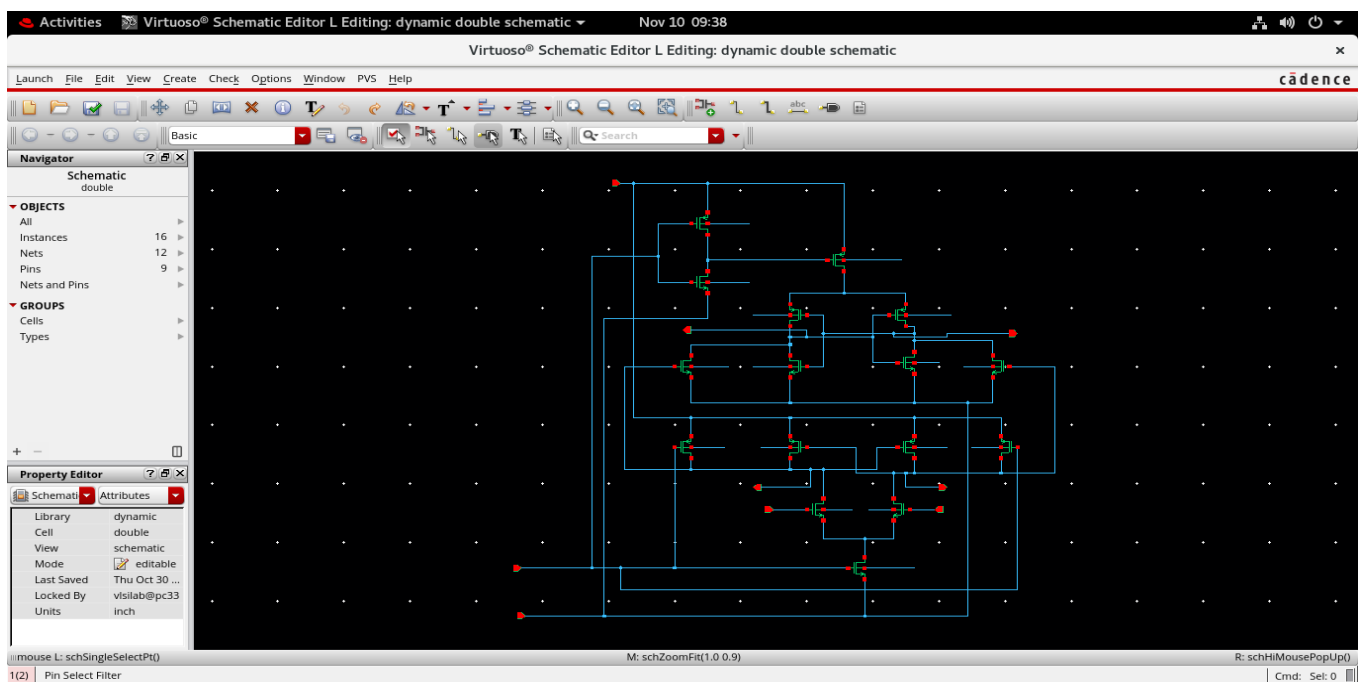 Activities Virtuoso® Schematic Editor L Editing: dynamic double schematic Nov 10 09:38
Virtuoso® Schematic Editor L Editing: dynamic double schematic ×
Launch File Edit View Create Check Options Window PVS Help cādence
abc
Basic Search
Navigator
Schematic
double
OBJECTS
All
Instances 16
Nets 12
Pins 9
Nets and Pins
GROUPS
Cells
Types
Property Editor
Schemati Attributes
Library dynamic
Cell double
View schematic
Mode editable
Last Saved Thu Oct 30 ...
Locked By vlsilab@pc33
Units inch
mouse L: schSingleSelectPt() M: schZoomFit(1.0 0.9) R: schHiMousePopUp()
1(2) Pin Select Filter Cmd: Sel: 0